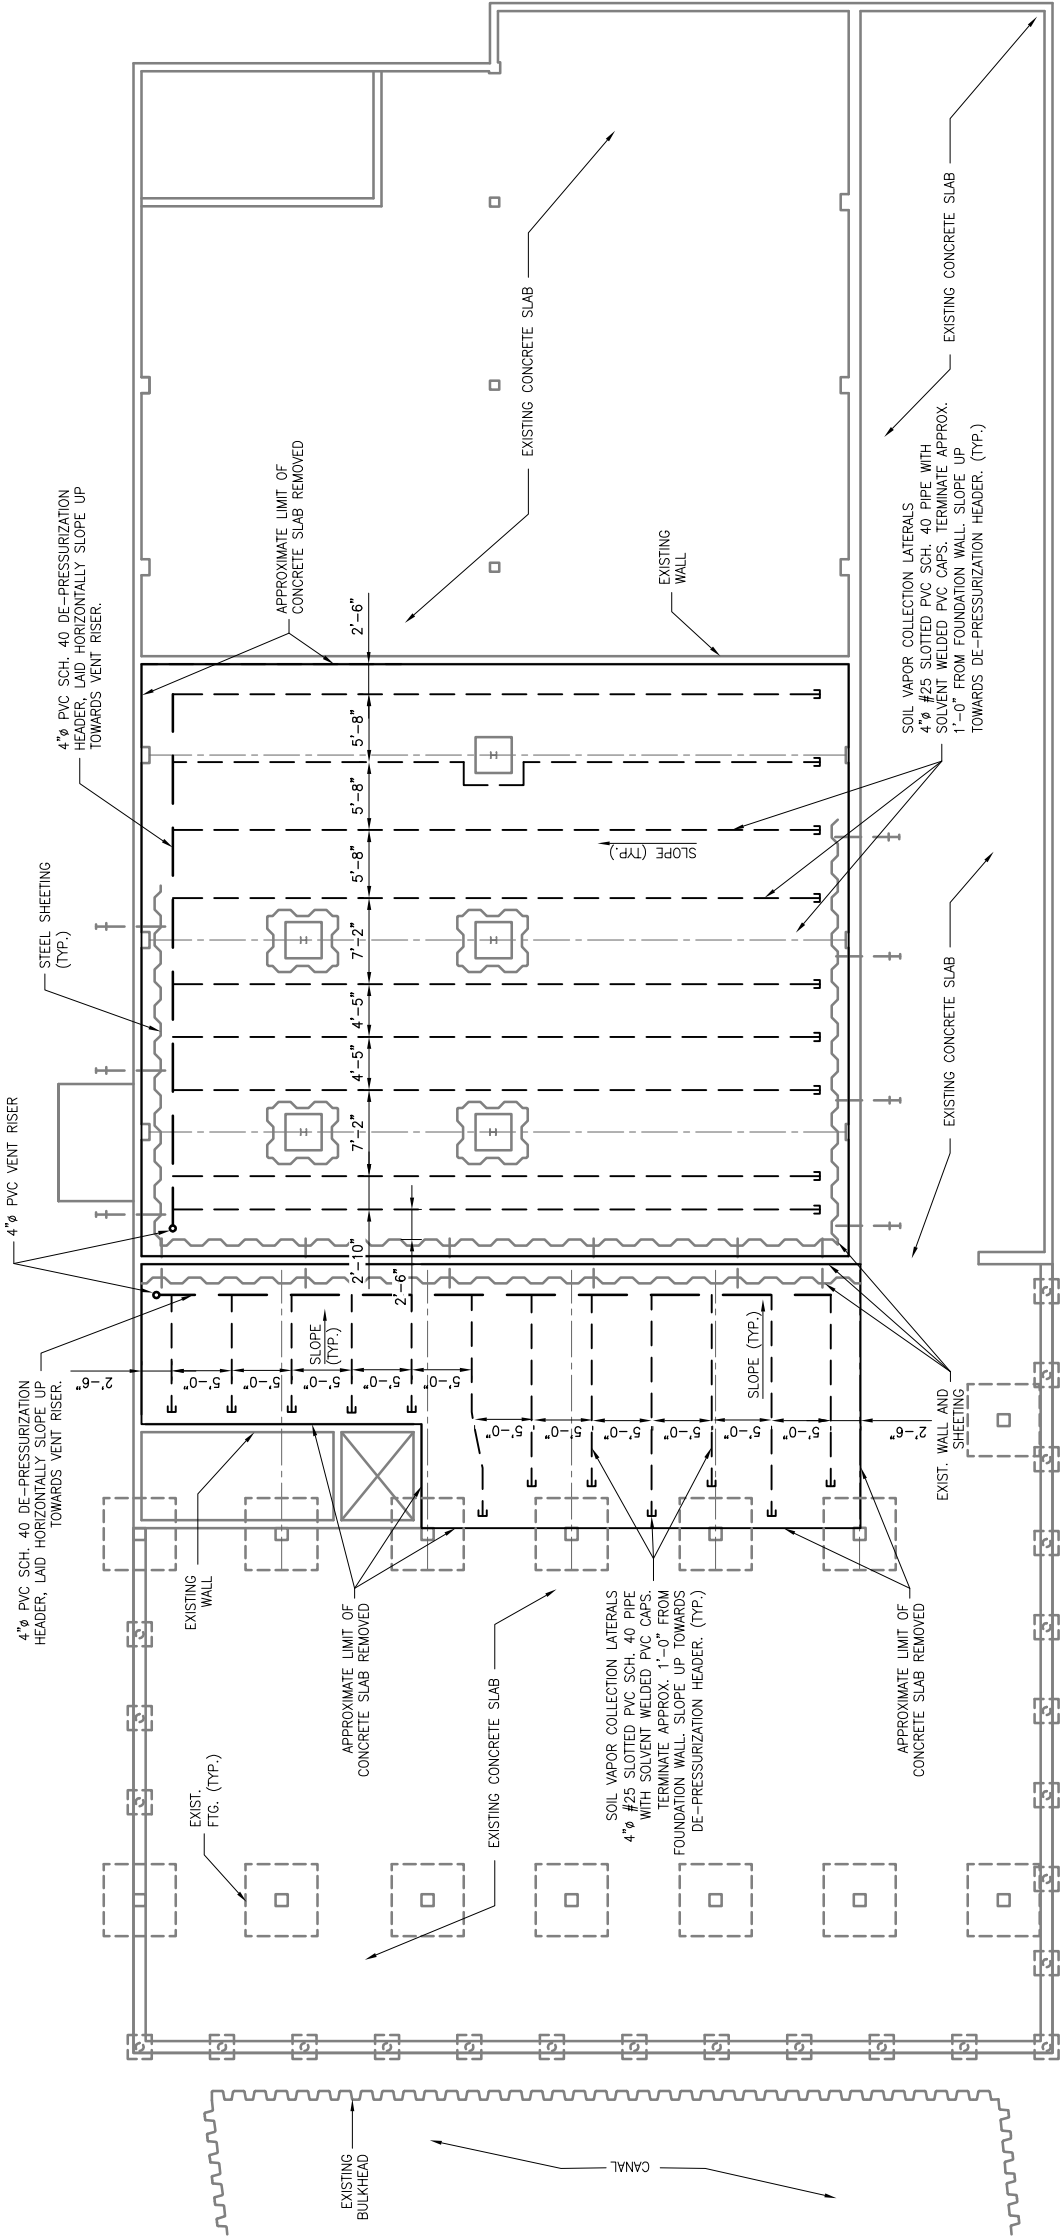 4"ø PVC SCH. 40 DE-PRESSURIZATION
HEADER, LAID HORIZONTALLY SLOPE UP
TOWARDS VENT RISER.
4"ø PVC VENT RISER
STEEL SHEETING
(TYP.)
4"ø PVC SCH. 40 DE-PRESSURIZATION
HEADER, LAID HORIZONTALLY SLOPE UP
TOWARDS VENT RISER.
APPROXIMATE LIMIT OF
CONCRETE SLAB REMOVED
EXISTING CONCRETE SLAB
EXISTING CONCRETE SLAB
EXISTING
WALL
SOIL VAPOR COLLECTION LATERALS
4"ø #25 SLOTTED PVC SCH. 40 PIPE WITH
SOLVENT WELDED PVC CAPS. TERMINATE APPROX.
1'-0" FROM FOUNDATION WALL. SLOPE UP
TOWARDS DE-PRESSURIZATION HEADER. (TYP.)
2'-6"
5'-8"
5'-8"
5'-8"
7'-2"
4'-5"
4'-5"
7'-2"
2'-10"
2'-6"
SLOPE (TYP.)
EXISTING CONCRETE SLAB
2'-6"
5'-0"
5'-0"
5'-0"
5'-0"
5'-0"
SLOPE
(TYP.)
SLOPE (TYP.)
5'-0"
5'-0"
5'-0"
5'-0"
5'-0"
5'-0"
2'-6"
EXIST. WALL AND
SHEETING
EXISTING
WALL
APPROXIMATE LIMIT OF
CONCRETE SLAB REMOVED
SOIL VAPOR COLLECTION LATERALS
4"ø #25 SLOTTED PVC SCH. 40 PIPE
WITH SOLVENT WELDED PVC CAPS.
TERMINATE APPROX. 1'-0" FROM
FOUNDATION WALL. SLOPE UP TOWARDS
DE-PRESSURIZATION HEADER. (TYP.)
APPROXIMATE LIMIT OF
CONCRETE SLAB REMOVED
EXIST.
FTG. (TYP.)
EXISTING CONCRETE SLAB
EXISTING
BULKHEAD
CANAL